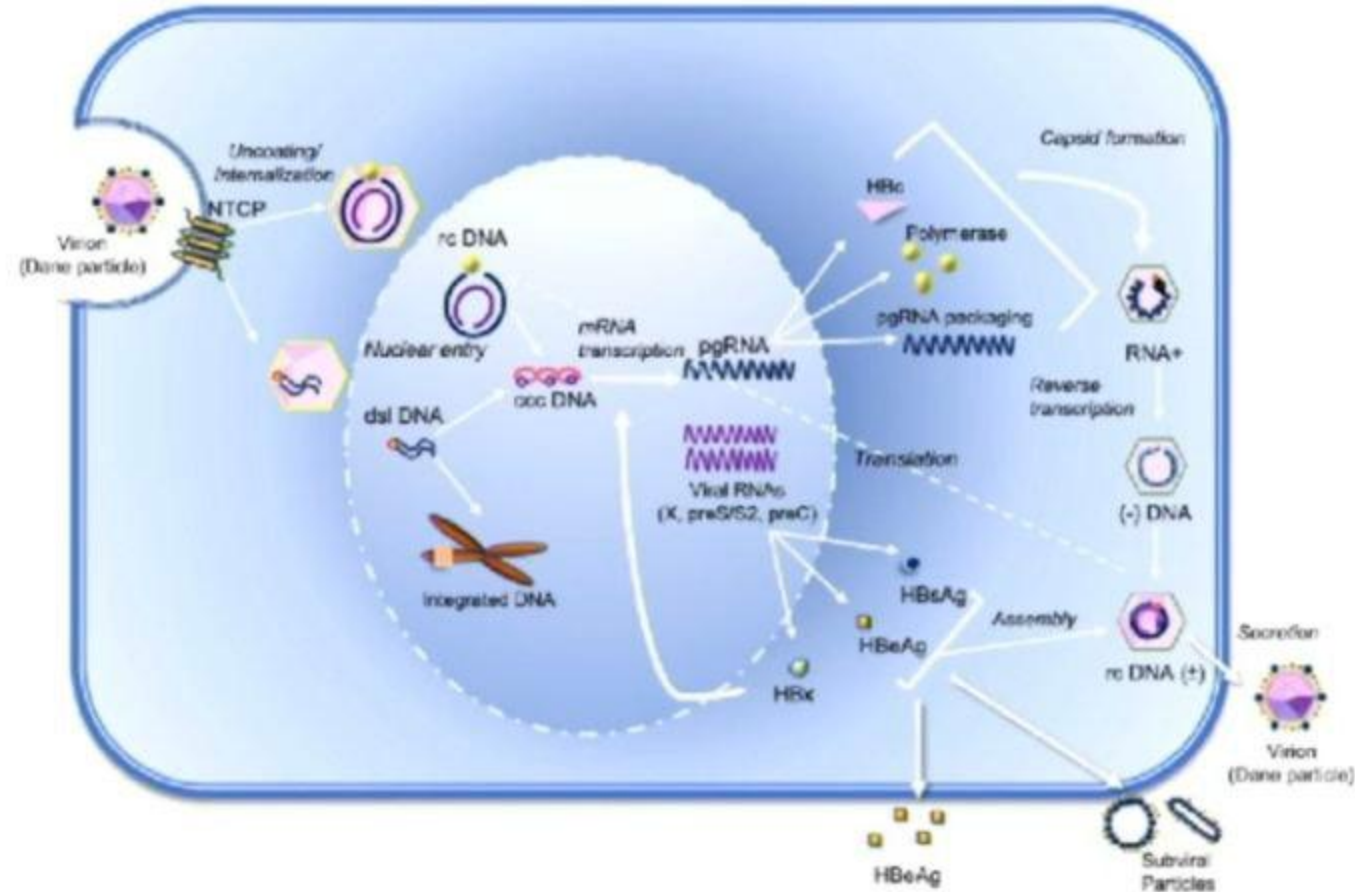 Uncoating/
Internalization
NTCP
Virion
(Dane particle)
rc DNA
Nuclear entry
dsl DNA
ccc DNA
Integrated DNA
mRNA
transcription
pgRNA
Viral RNAs
(X, preS/S2, preC)
HBc
Polymerase
pgRNA packaging
Capsid formation
RNA+
Reverse
transcription
(-) DNA
Translation
HBsAg
HBeAg
HBx
Assembly
rc DNA (±)
Secretion
Virion
(Dane particle)
HBeAg
Subviral
Particles